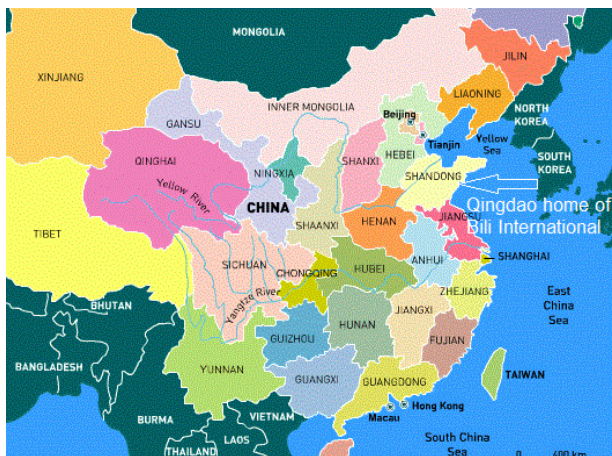 MONGOLIA
JILIN
XINJIANG
LIAONING
INNER MONGOLIA
GANSU
Beijing
NORTH
KOREA
Tianjin
Yellow
Sea
HEBEI
QINGHAI
NINGXIA
SHANXI
SOUTH
KOREA
SHANDONG
Yellow River
CHINA
Qingdao home of
Bili International
JIANGSU
HENAN
SHAANXI
TIBET
SICHUAN
ANHUI
SHANGHAI
CHONGQING
HUBEI
ZHEJIANG
Yangtze River
East
China
Sea
BHUTAN
JIANGXI
HUNAN
GUIZHOU
FUJIAN
BANGLADESH
YUNNAN
GUANGXI
GUANGDONG
TAIWAN
Hong Kong
Macau
BURMA
VIETNAM
LAOS
THAILAND
South China
Sea
0 400 km